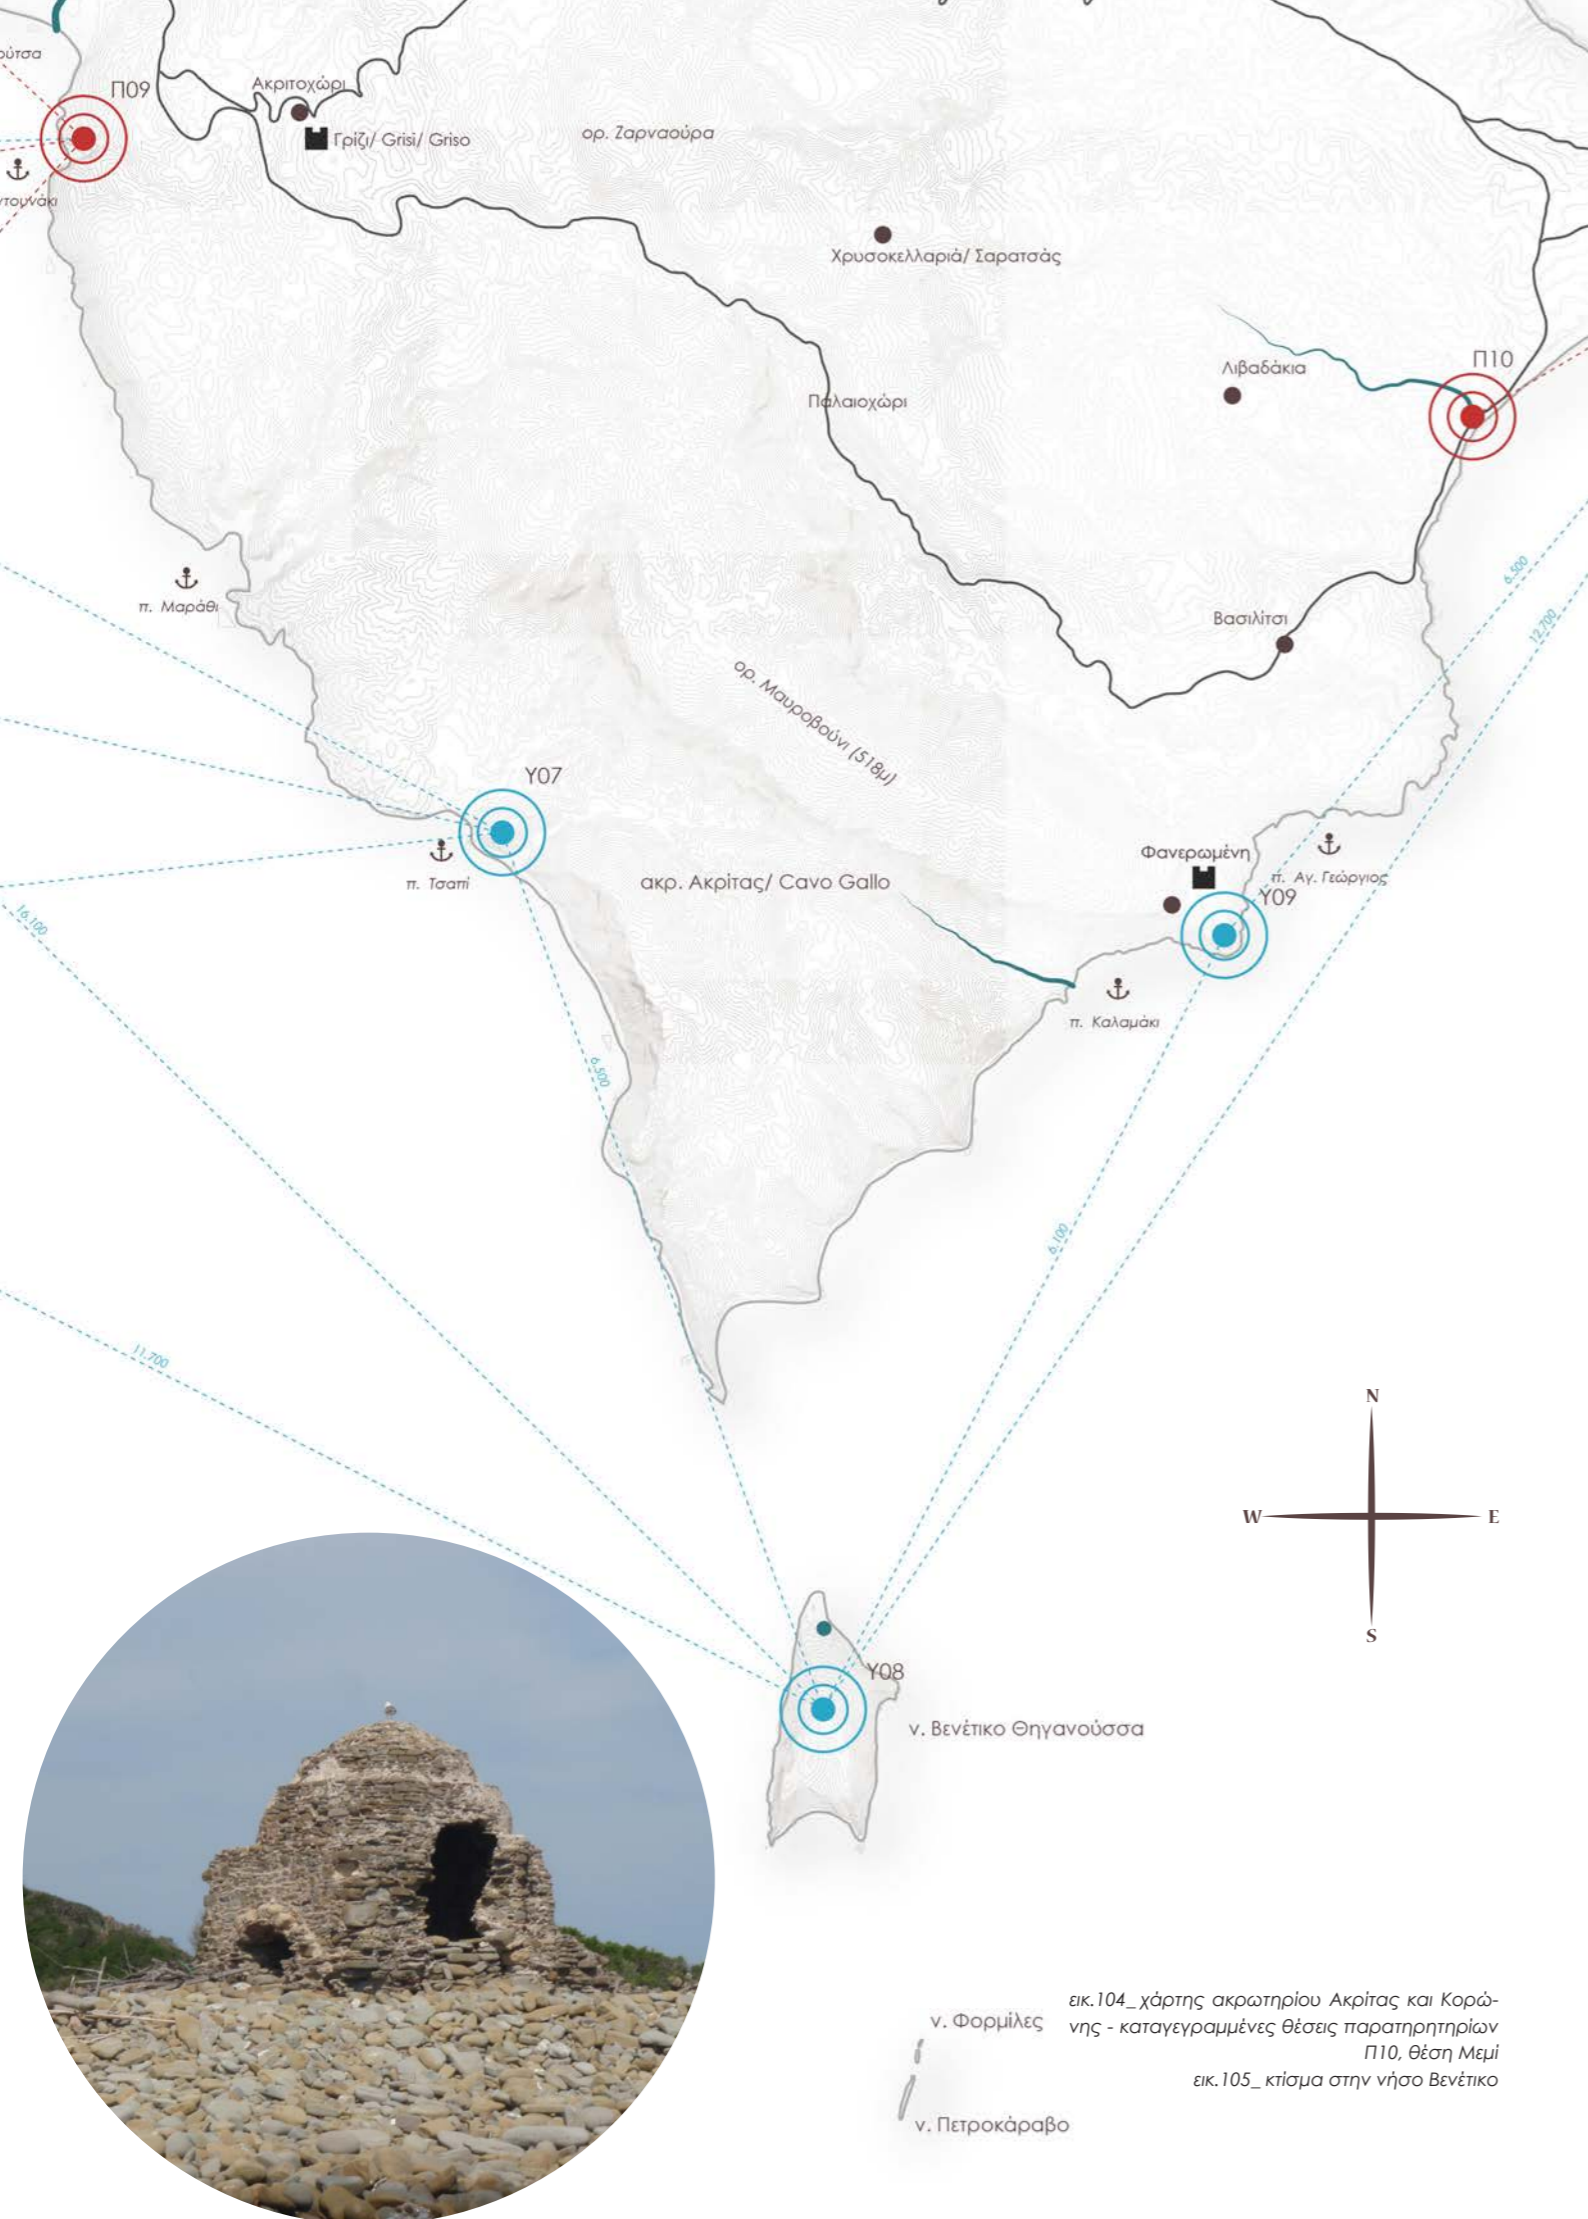 Π09
Ακριτοχώρι
Γρίζι/ Grisi/ Griso
ορ. Ζαρναούρα
Χρυσοκελλαριά/ Σαρατσάς
Π10
Λιβαδάκια
Παλαιοχώρι
6.500
π. Μαράθι
Βασιλίτσι
12.700
ορ. Μαυροβούνι (518μ)
Υ07
Φανερωμένη
π. Τσαπί
ακρ. Ακρίτας/ Cavo Gallo
π. Αγ. Γεώργιος
Υ09
16.100
π. Καλαμάκι
6.500
6.100
11.700
N
W
E
S
Υ08
ν. Βενέτικο Θηγανούσσα
εικ.104_ χάρτης ακρωτηρίου Ακρίτας και Κορώ-
νης - καταγεγραμμένες θέσεις παρατηρητηρίων
Π10, θέση Μεμί
εικ.105_ κτίσμα στην νήσο Βενέτικο
ν. Φορμίλες
ν. Πετροκάραβο